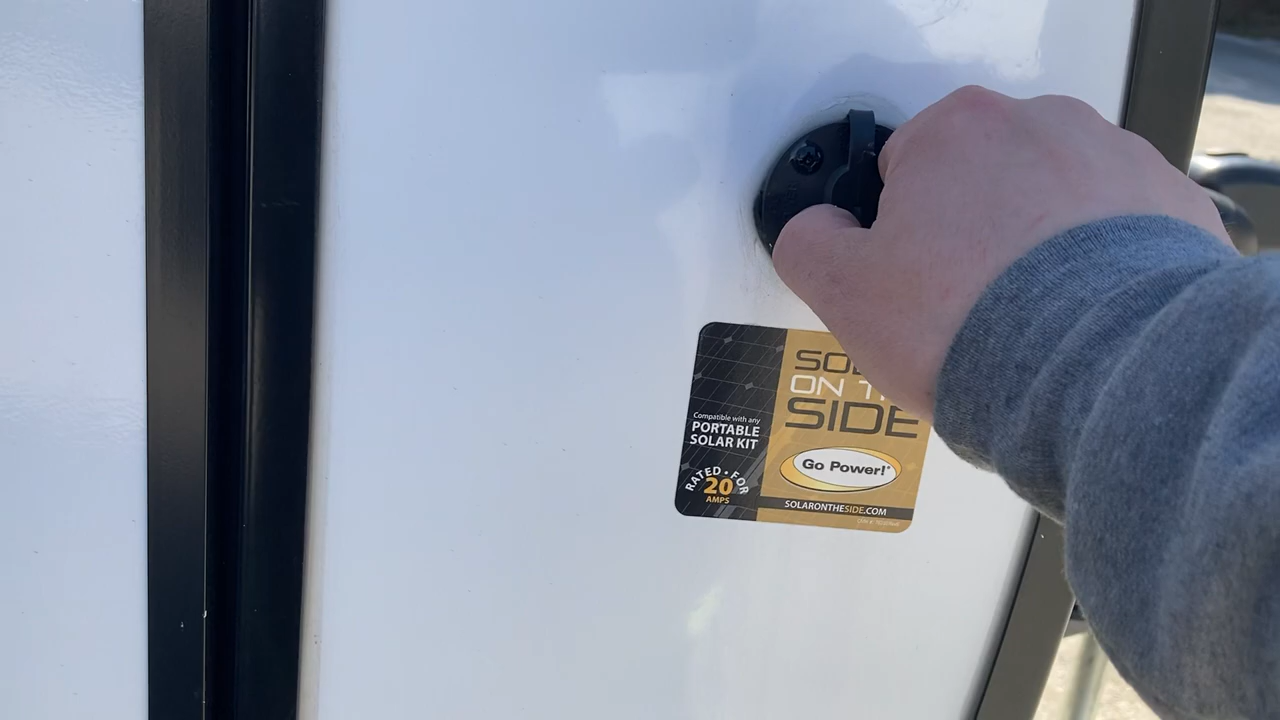 ON
SIDE
Compatible with any
PORTABLE
SOLAR KIT
RATED • FOR
20
AMPS
Go Power!
SOLARONTHESIDE.COM